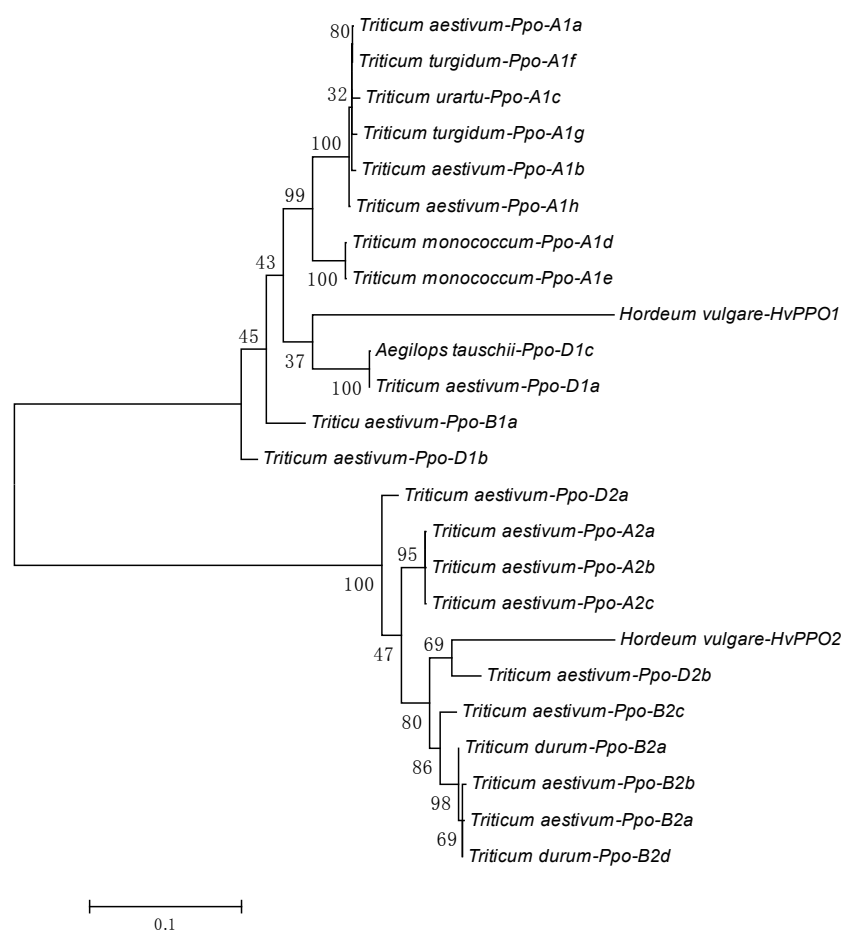 80
Triticum aestivum-Ppo-A1a
Triticum turgidum-Ppo-A1f
32
Triticum urartu-Ppo-A1c
Triticum turgidum-Ppo-A1g
100
Triticum aestivum-Ppo-A1b
99
Triticum aestivum-Ppo-A1h
Triticum monococcum-Ppo-A1d
43
100
Triticum monococcum-Ppo-A1e
Hordeum vulgare-HvPPO1
45
37
Aegilops tauschii-Ppo-D1c
100
Triticum aestivum-Ppo-D1a
Triticu aestivum-Ppo-B1a
Triticum aestivum-Ppo-D1b
Triticum aestivum-Ppo-D2a
Triticum aestivum-Ppo-A2a
95
100
Triticum aestivum-Ppo-A2b
Triticum aestivum-Ppo-A2c
69
Hordeum vulgare-HvPPO2
47
Triticum aestivum-Ppo-D2b
80
Triticum aestivum-Ppo-B2c
Triticum durum-Ppo-B2a
86
Triticum aestivum-Ppo-B2b
98
Triticum aestivum-Ppo-B2a
69
Triticum durum-Ppo-B2d
0.1